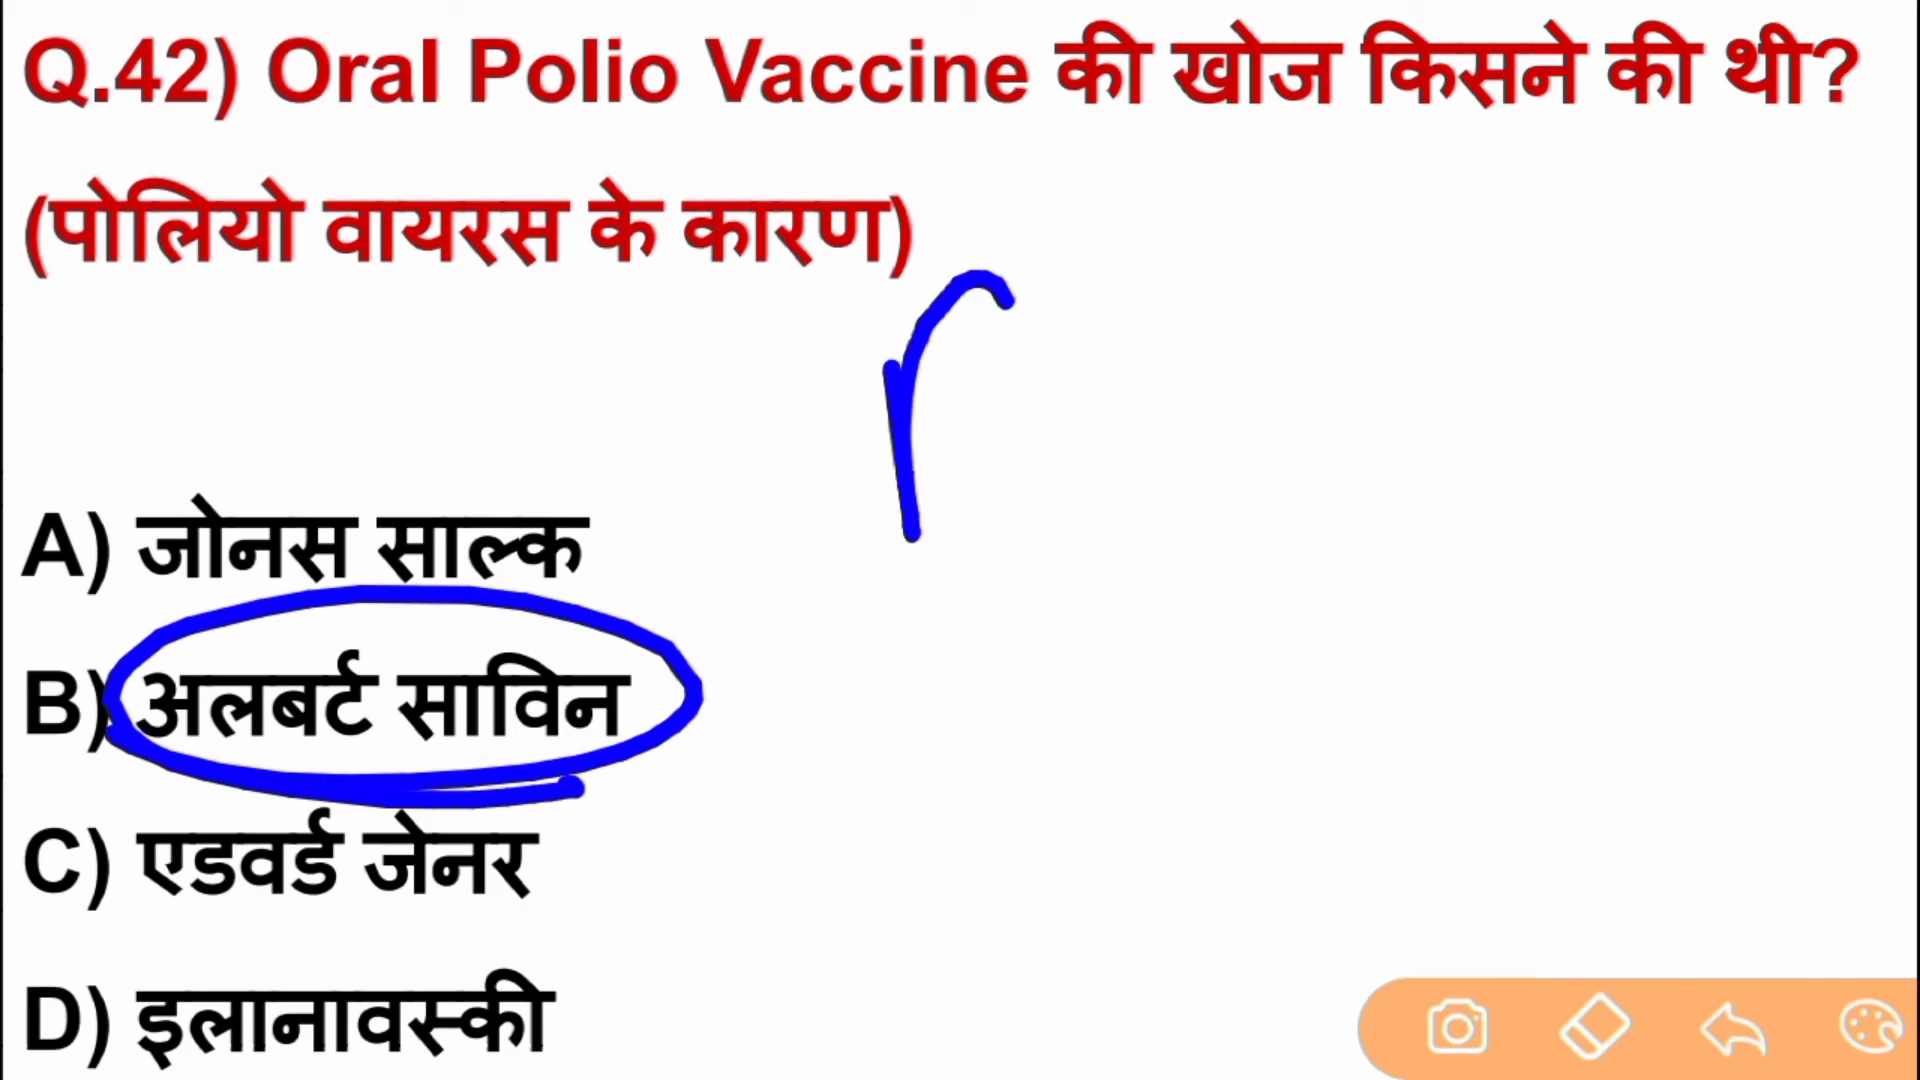 Q.42) Oral Polio Vaccine की खोज किसने की थी?
(पोलियो वायरस के कारण)
A) जोनस साल्क
B) अलबर्ट साविन
C) एडवर्ड जेनर
D) इलानावस्की